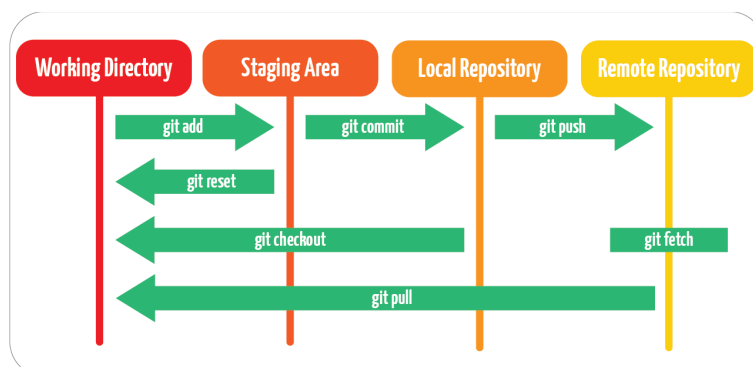 Working Directory
Staging Area
Local Repository
Remote Repository
git add
git commit
git push
git reset
git checkout
git fetch
git pull